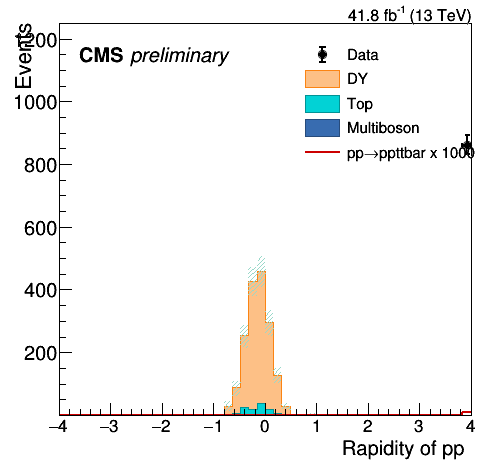 41.8 fb-1 (13 TeV)
Events
CMS preliminary
Data
DY
Top
Multiboson
pp→ppttbar x 1000
1200
1000
800
600
400
200
−4 −3 −2 −1 0 1 2 3 4
Rapidity of pp